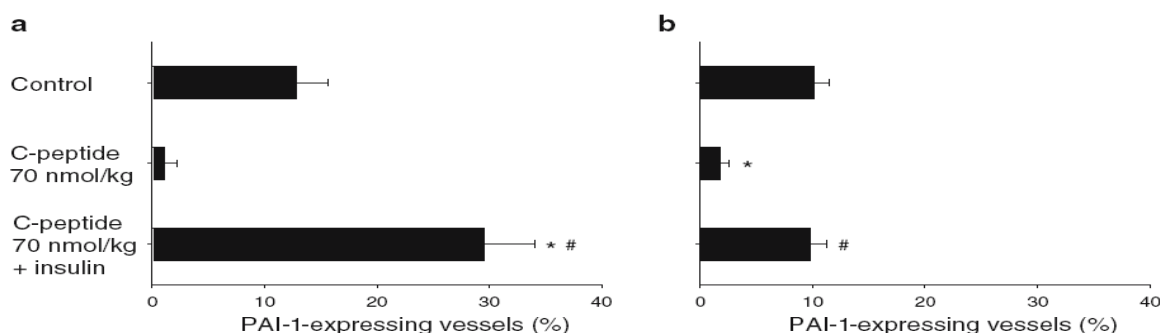 a
b
Control
C-peptide
70 nmol/kg
*
C-peptide
70 nmol/kg
+ insulin
* #
#
0 10 20 30 40
0 10 20 30 40
PAI-1-expressing vessels (%)
PAI-1-expressing vessels (%)